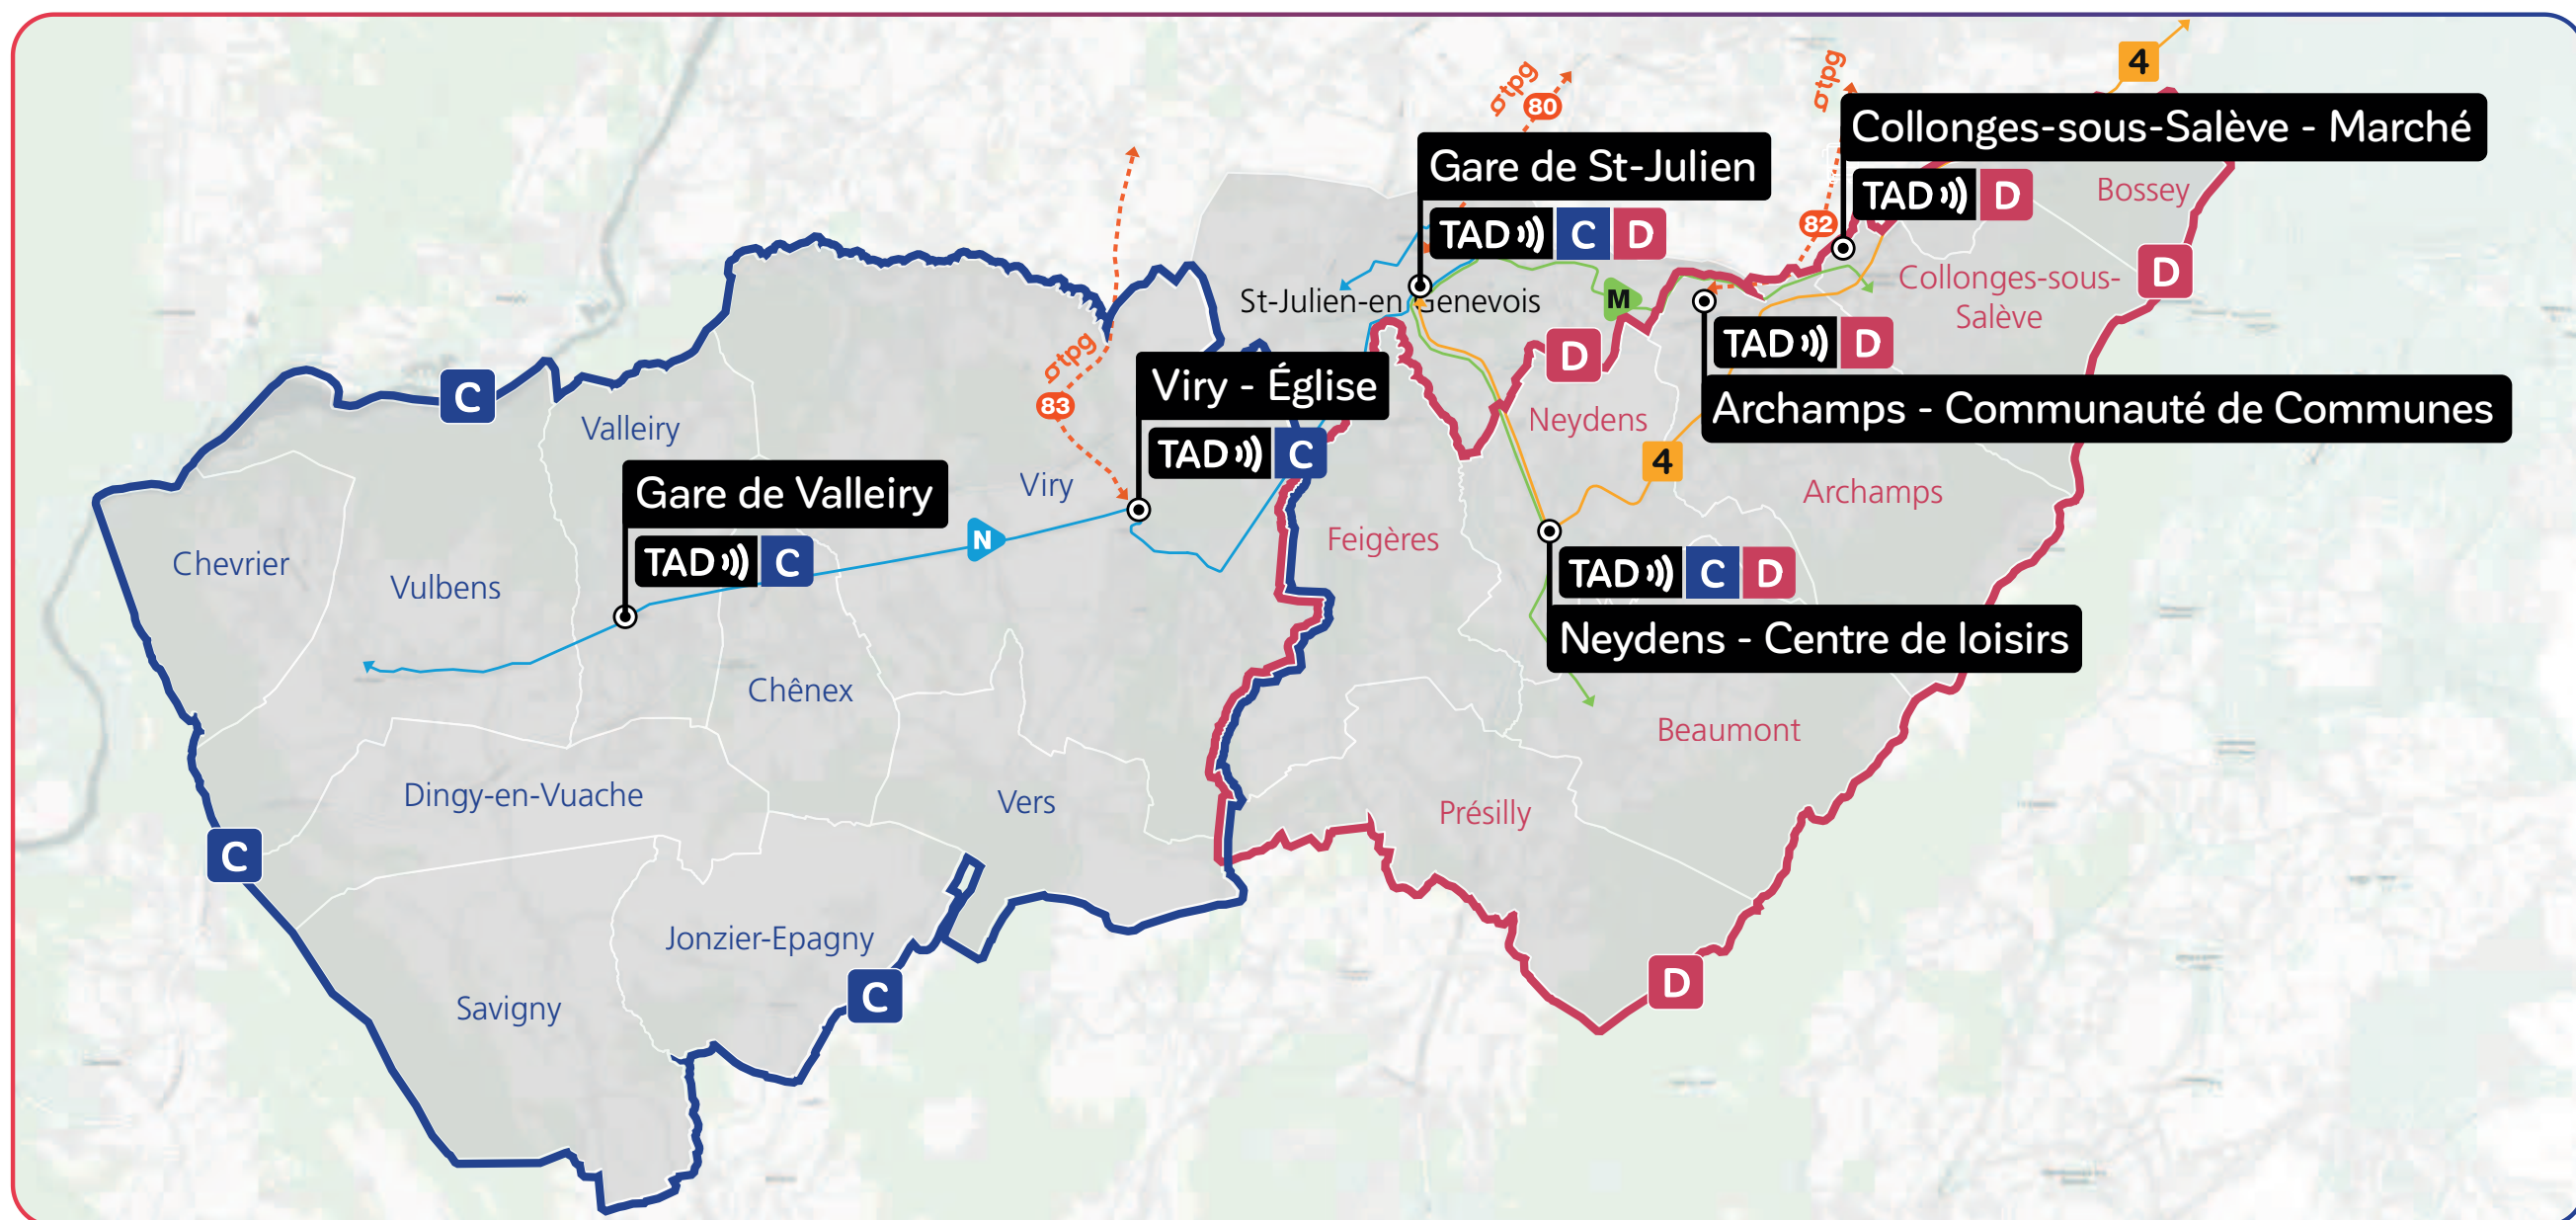 4
tpg
80
tpg
Collonges-sous-Salève - Marché
TAD D
Bossey
Gare de St-Julien
TAD C D
82
Collonges-sous-
Salève
D
St-Julien-en Genevois
M
TAD D
Archamps - Communauté de Communes
D
Neydens
4
Archamps
tpg
83
Viry - Église
TAD C
C
Valleiry
Viry
Gare de Valleiry
TAD C
N
Feigères
Chevrier
Vulbens
TAD C D
Neydens - Centre de loisirs
Chênex
Beaumont
Dingy-en-Vuache
Vers
Présilly
C
Jonzier-Epagny
C
D
Savigny